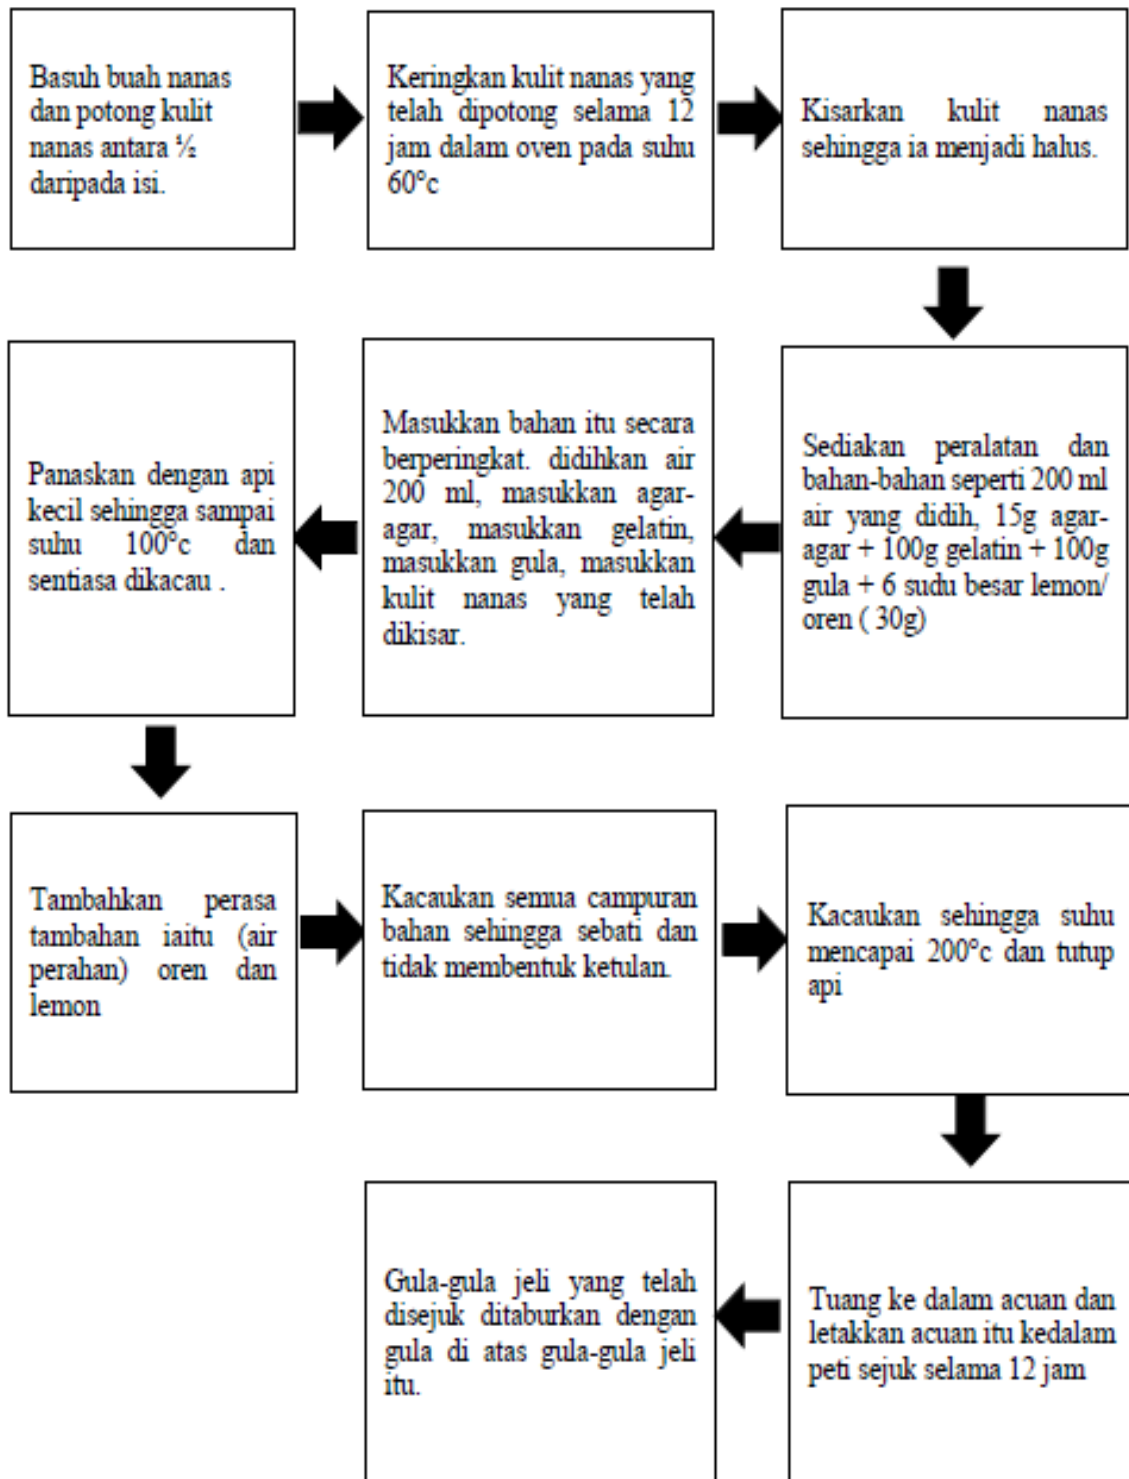 Basuh buah nanas
dan potong kulit
nanas antara ½
daripada isi.
Keringkan kulit nanas yang
telah dipotong selama 12
jam dalam oven pada suhu
60°c
Kisarkan kulit nanas
sehingga ia menjadi halus.
Sediakan peralatan dan
bahan-bahan seperti 200 ml
air yang didih, 15g agar-
agar + 100g gelatin + 100g
gula + 6 sudu besar lemon/
oren ( 30g)
Masukkan bahan itu secara
berperingkat. didihkan air
200 ml, masukkan agar-
agar, masukkan gelatin,
masukkan gula, masukkan
kulit nanas yang telah
dikisar.
Panaskan dengan api
kecil sehingga sampai
suhu 100°c dan
sentiasa dikacau .
Tambahkan perasa
tambahan iaitu (air
perahan) oren dan
lemon
Kacaukan semua campuran
bahan sehingga sebati dan
tidak membentuk ketulan.
Kacaukan sehingga suhu
mencapai 200°c dan tutup
api
Tuang ke dalam acuan dan
letakkan acuan itu kedalam
peti sejuk selama 12 jam
Gula-gula jeli yang telah
disejuk ditaburkan dengan
gula di atas gula-gula jeli
itu.